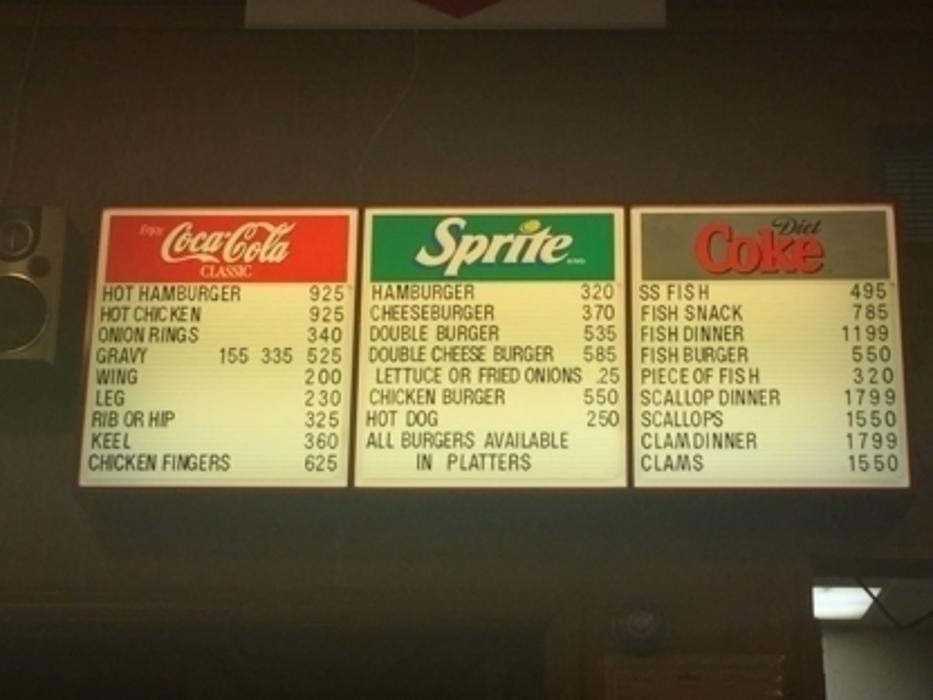 Enjoy
Coca-Cola
CLASSIC
HOT HAMBURGER 925
HOT CHICKEN 925
ONION RINGS 340
GRAVY 155 335 525
WING 200
LEG 230
RIB OR HIP 325
KEEL 360
CHICKEN FINGERS 625
Sprite
HAMBURGER 320
CHEESEBURGER 370
DOUBLE BURGER 535
DOUBLE CHEESE BURGER 585
LETTUCE OR FRIED ONIONS .25
CHICKEN BURGER 550
HOT DOG 250
ALL BURGERS AVAILABLE
IN PLATTERS
Diet
Coke
SS FISH 495
FISH SNACK 785
FISH DINNER 1199
FISH BURGER 550
PIECE OF FISH 320
SCALLOP DINNER 1799
SCALLOPS 1550
CLAM DINNER 1799
CLAMS 1550